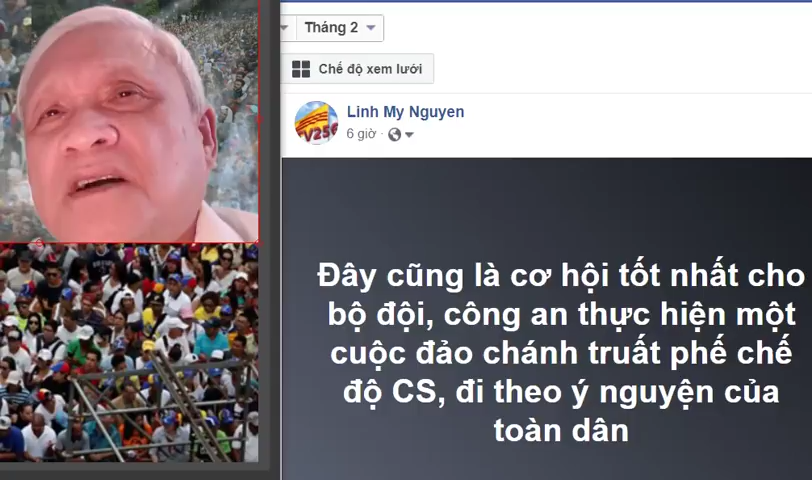 Tháng 2
Chế độ xem lưới
Linh My Nguyen
6 giờ ·
Đây cũng là cơ hội tốt nhất cho
bộ đội, công an thực hiện một
cuộc đảo chánh truất phế chế
độ CS, đi theo ý nguyện của
toàn dân